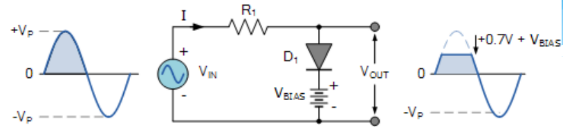 +VP
0
-VP
I
R1
+
VIN
-
D1
VBIAS
+
-
VOUT
+0.7V + VBIAS
0
-VP